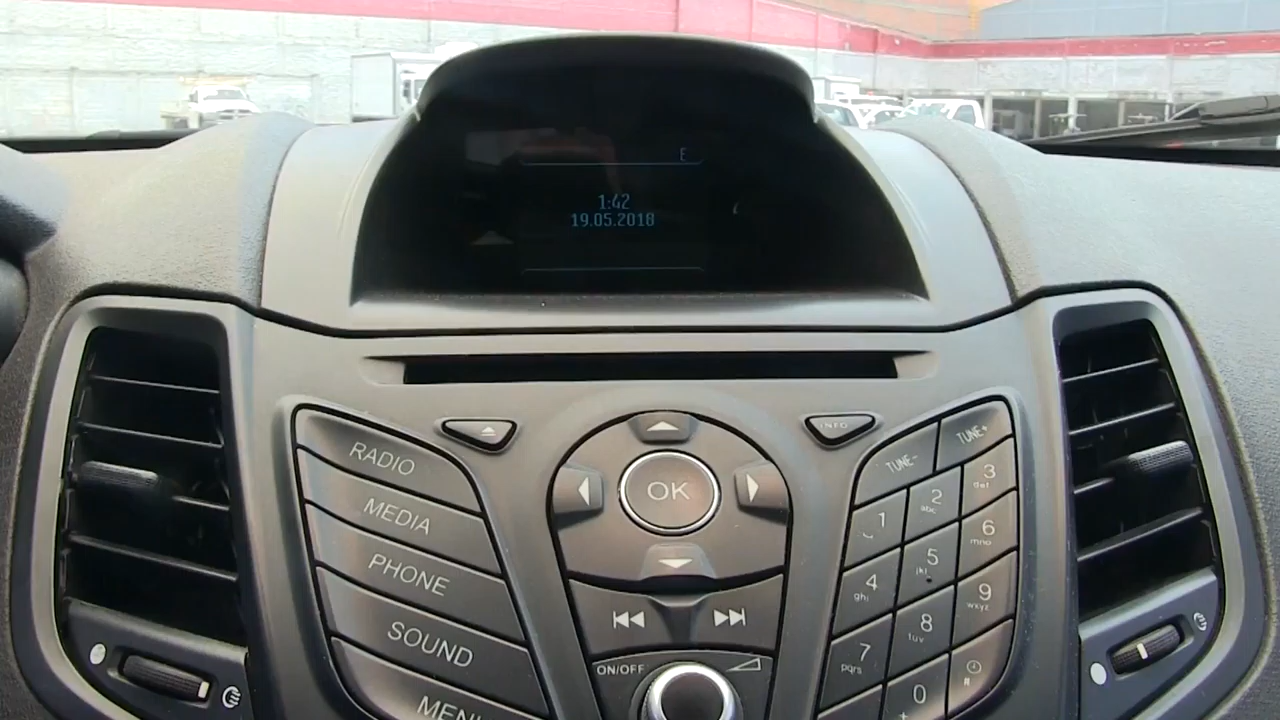 E
1:42
19.05.2018
INFO
TUNE-
TUNE+
RADIO
MEDIA
PHONE
SOUND
MENU
OK
1
2
abc
3
def
4
ghi
5
jkl
6
mno
7
pqrs
8
tuv
9
wxyz
0
+
#
ON/OFF